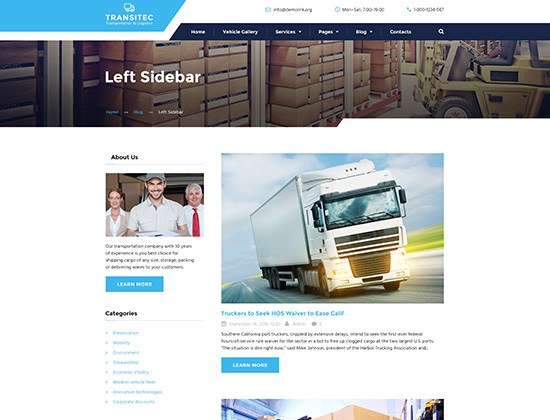 TRANSITEC
Transportation & Logistics
info@demolink.org
Mon–Sat: 7:00–19:00
1-800-1234-567
Home
Vehicle Gallery
Services
Pages
Blog
Contacts
Left Sidebar
Home → Blog → Left Sidebar
About Us
Our transportation company with 30 years
of experience is you best choice for
shipping cargo of any size, storage, packing
or delivering wares to your customers.
LEARN MORE
Categories
Preservation
Mobility
Environment
Stewardship
Economic Vitality
Modern vehicle fleet
Innovation technologies
Corporate discounts
Truckers to Seek HOS Waiver to Ease Calif
September 14, 2016, 12:20
Admin
Southern California port truckers, crippled by extensive delays, intend to seek the first-ever federal
hours-of-service rule waiver for the sector in a bid to free up clogged cargo at the two largest U.S. ports.
"The situation is dire right now," said Mike Johnson, president of the Harbor Trucking Association and...
LEARN MORE